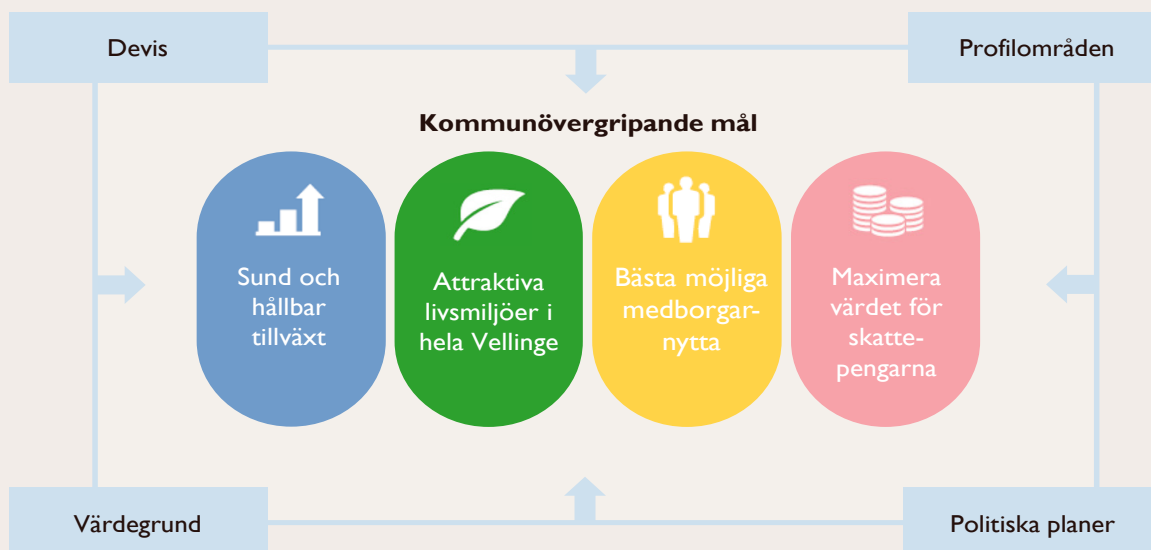 Devis
Profilområden
Kommunövergripande mål
Sund och
hållbar
tillväxt
Attraktiva
livsmiljöer i
hela Vellinge
Bästa möjliga
medborgar-
nytta
Maximera
värdet för
skatte-
pengarna
Värdegrund
Politiska planer